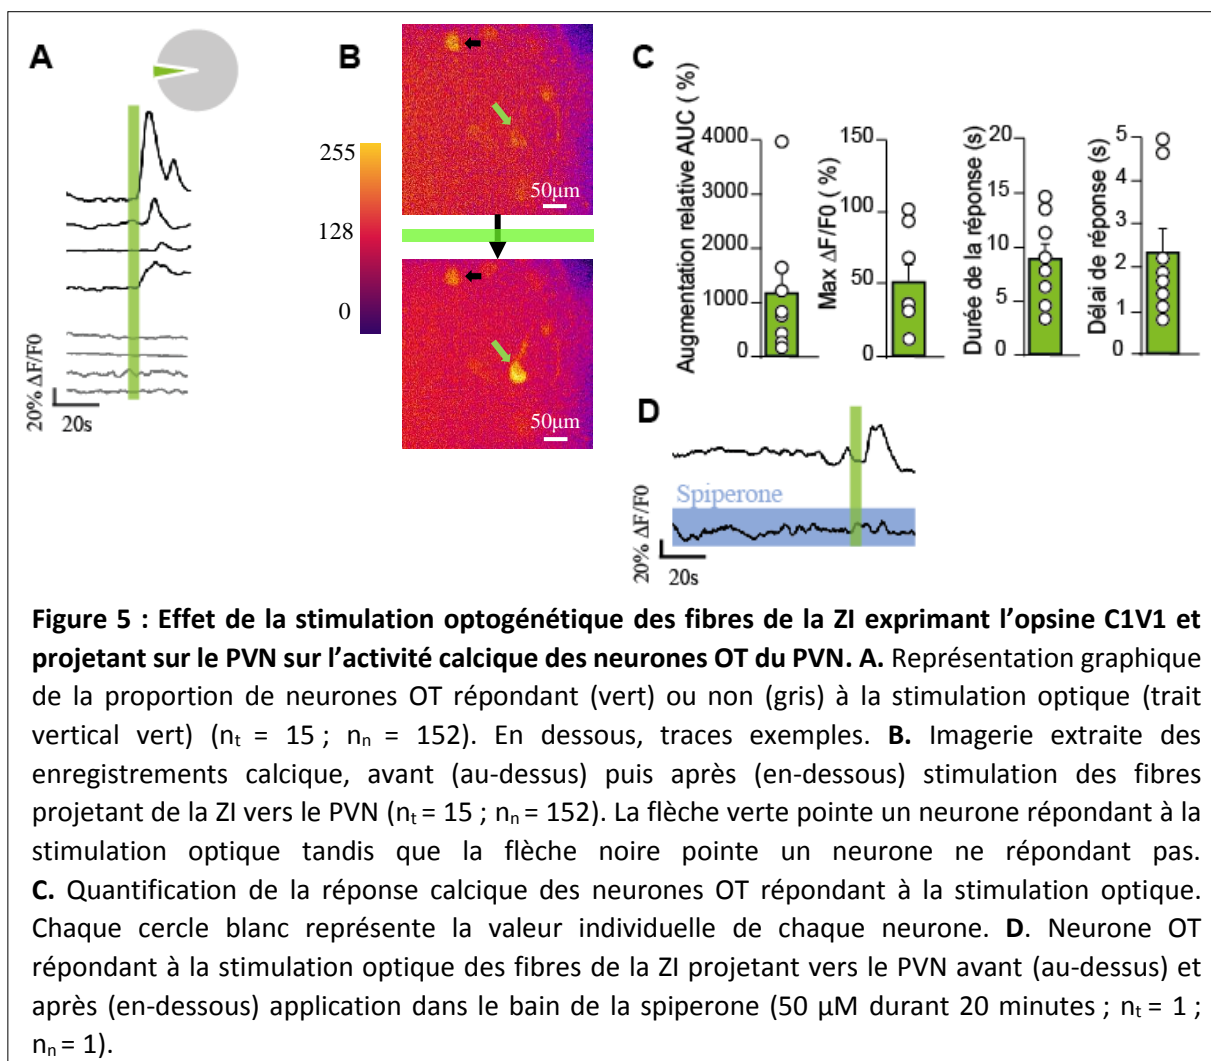 A
20% ΔF/F0
20s
B
255
128
0
50µm
50µm
C
Augmentation relative AUC ( %)
4000
3000
2000
1000
0
Max ΔF/F0 ( %)
150
100
50
0
Durée de la réponse (s)
20
15
10
5
0
Délai de réponse (s)
5
4
3
2
1
0
D
Spiperone
20% ΔF/F0
20s
Figure 5 : Effet de la stimulation optogénétique des fibres de la ZI exprimant l’opsine C1V1 et
projetant sur le PVN sur l’activité calcique des neurones OT du PVN. A. Représentation graphique
de la proportion de neurones OT répondant (vert) ou non (gris) à la stimulation optique (trait
vertical vert) (nt = 15 ; nn = 152). En dessous, traces exemples. B. Imagerie extraite des
enregistrements calcique, avant (au-dessus) puis après (en-dessous) stimulation des fibres
projetant de la ZI vers le PVN (nt = 15 ; nn = 152). La flèche verte pointe un neurone répondant à la
stimulation optique tandis que la flèche noire pointe un neurone ne répondant pas.
C. Quantification de la réponse calcique des neurones OT répondant à la stimulation optique.
Chaque cercle blanc représente la valeur individuelle de chaque neurone. D. Neurone OT
répondant à la stimulation optique des fibres de la ZI projetant vers le PVN avant (au-dessus) et
après (en-dessous) application dans le bain de la spiperone (50 µM durant 20 minutes ; nt = 1 ;
nn = 1).